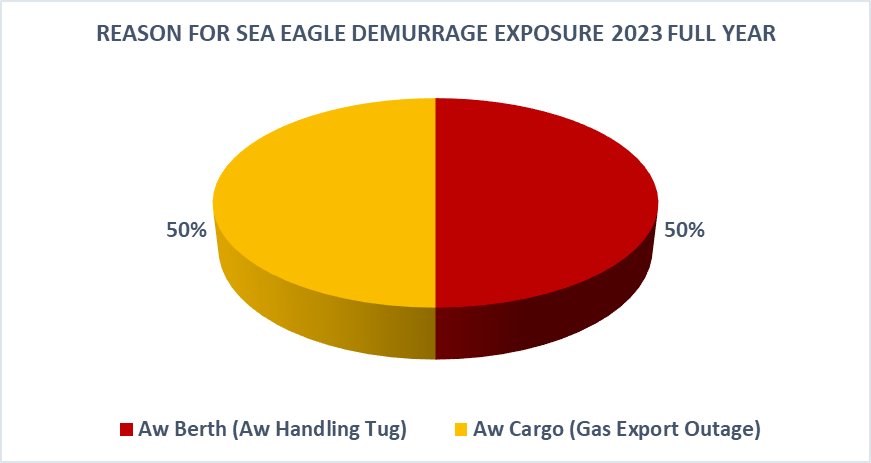 REASON FOR SEA EAGLE DEMURRAGE EXPOSURE 2023 FULL YEAR
50%
50%
Aw Berth (Aw Handling Tug)
Aw Cargo (Gas Export Outage)